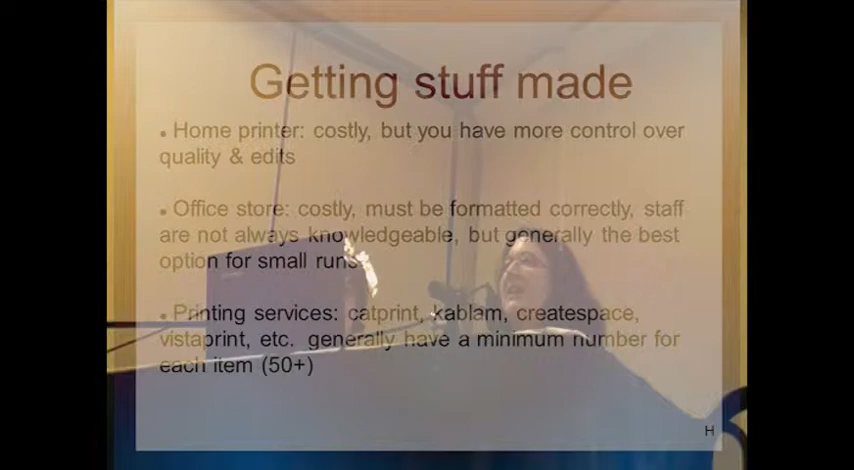 Getting stuff made
• Home printer: costly, but you have more control over
quality & edits
• Office store: costly, must be formatted correctly, staff
are not always knowledgeable, but generally the best
option for small runs.
• Printing services: catprint, kablam, createspace,
vistaprint, etc. generally have a minimum number for
each item (50+)
H